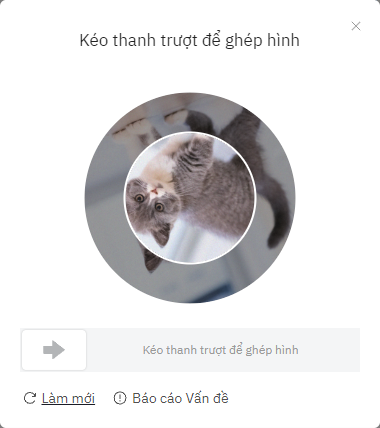 Kéo thanh trượt để ghép hình
Kéo thanh trượt để ghép hình
Làm mới
Báo cáo Vấn đề